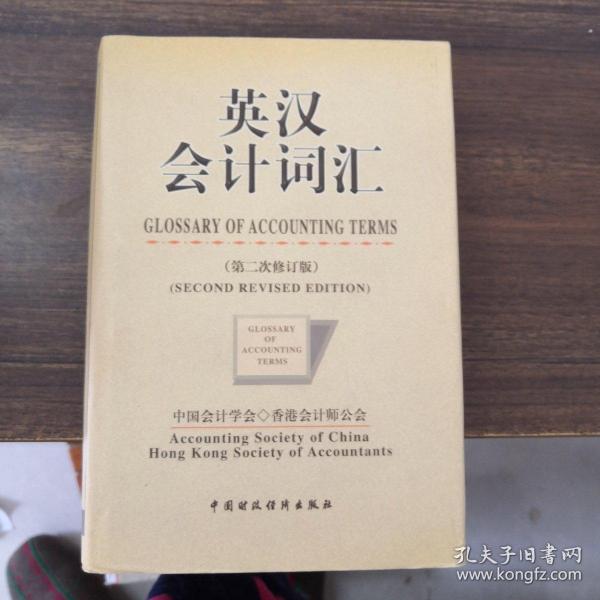 英汉
会计词汇
GLOSSARY OF ACCOUNTING TERMS
（第二次修订版）
(SECOND REVISED EDITION)
GLOSSARY
OF
ACCOUNTING
TERMS
中国会计学会◇香港会计师公会
Accounting Society of China
Hong Kong Society of Accountants
中国财政经济出版社
孔夫子旧书网
www.kongfz.com